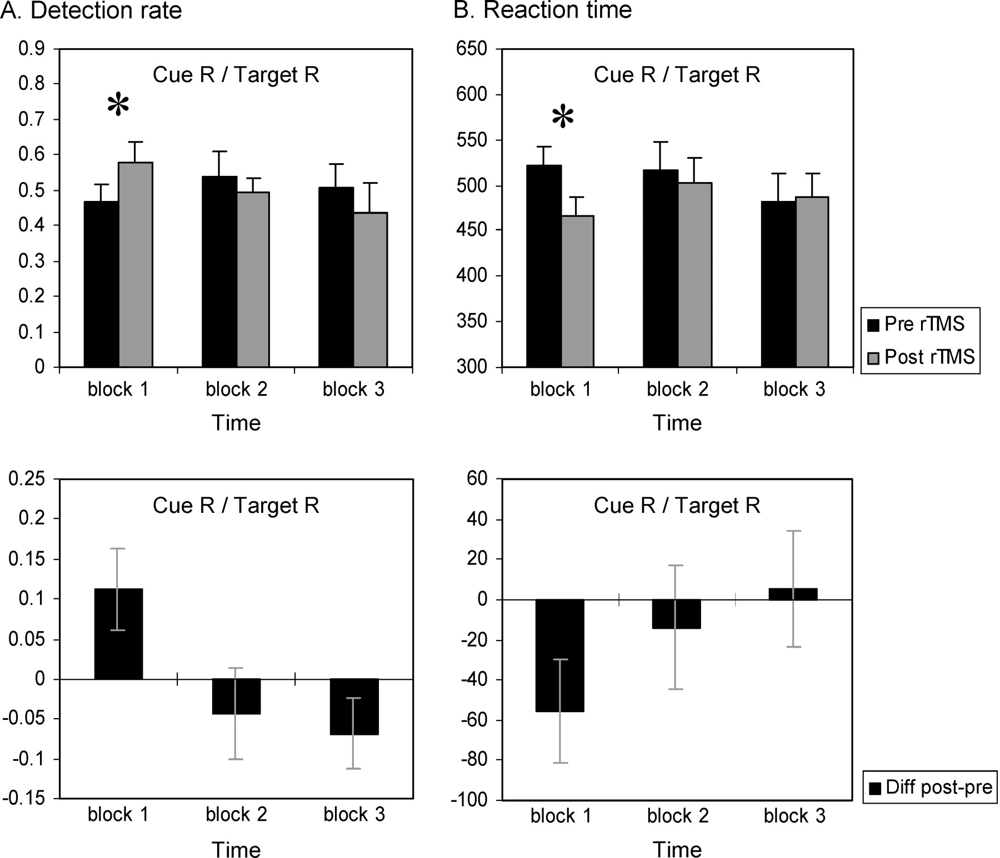 A. Detection rate
B. Reaction time
0.9
0.8
0.7
0.6
0.5
0.4
0.3
0.2
0.1
0
Cue R / Target R
*
block 1
block 2
block 3
Time
650
600
550
500
450
400
350
300
Cue R / Target R
*
block 1
block 2
block 3
Time
Pre rTMS
Post rTMS
0.25
0.2
0.15
0.1
0.05
0
-0.05
-0.1
-0.15
Cue R / Target R
block 1
block 2
block 3
Time
60
40
20
0
-20
-40
-60
-80
-100
Cue R / Target R
block 1
block 2
block 3
Time
Diff post-pre